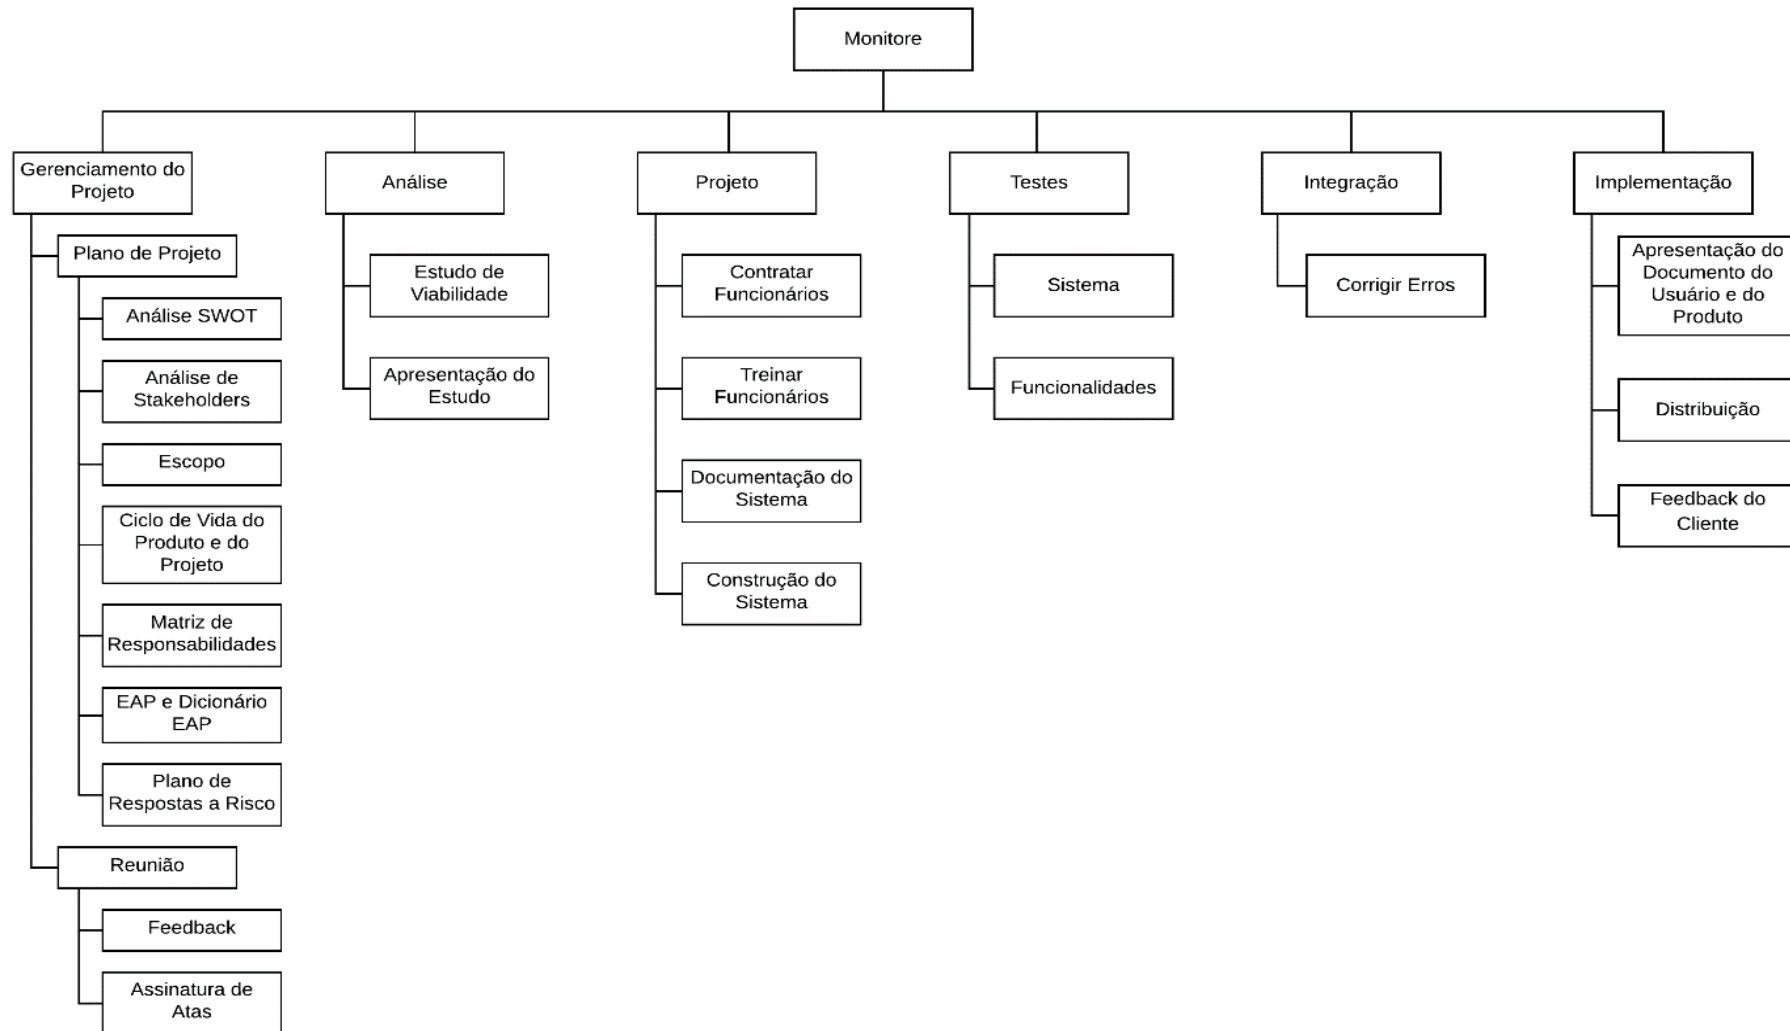 Monitore
Gerenciamento do
Projeto
Análise
Projeto
Testes
Integração
Implementação
Plano de Projeto
Análise SWOT
Análise de
Stakeholders
Escopo
Ciclo de Vida do
Produto e do
Projeto
Matriz de
Responsabilidades
EAP e Dicionário
EAP
Plano de
Respostas a Risco
Reunião
Feedback
Assinatura de
Atas
Estudo de
Viabilidade
Apresentação do
Estudo
Contratar
Funcionários
Treinar
Funcionários
Documentação do
Sistema
Construção do
Sistema
Sistema
Funcionalidades
Corrigir Erros
Apresentação do
Documento do
Usuário e do
Produto
Distribuição
Feedback do
Cliente